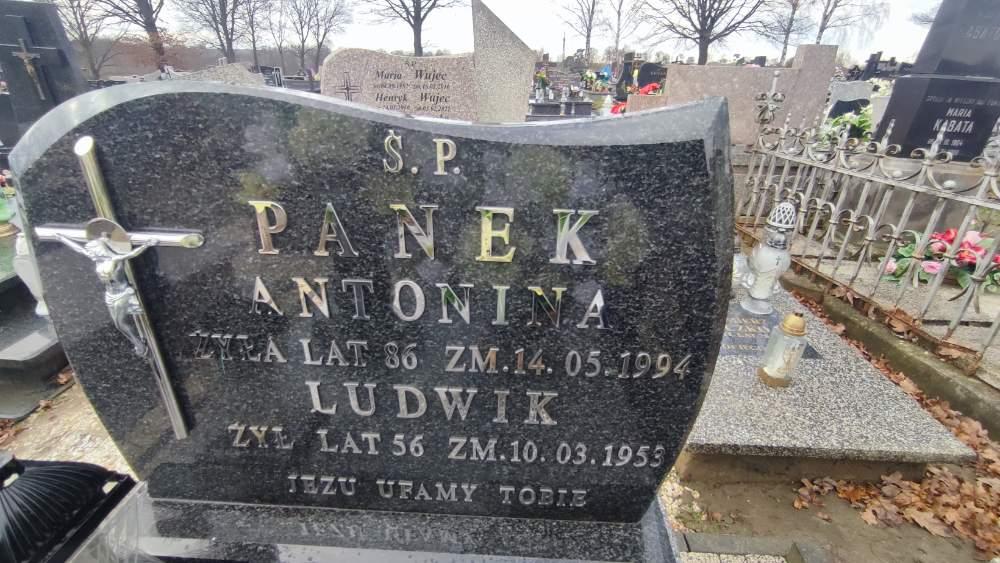 Ś.P.
PANEK
ANTONINA
ŻYŁA LAT 86 ZM.14.05.1994
LUDWIK
ŻYŁ LAT 56 ZM.10.03.1953
JEZU UFAMY TOBIE
Maria Wujec
Henryk Wujec
MARIA
KABATA